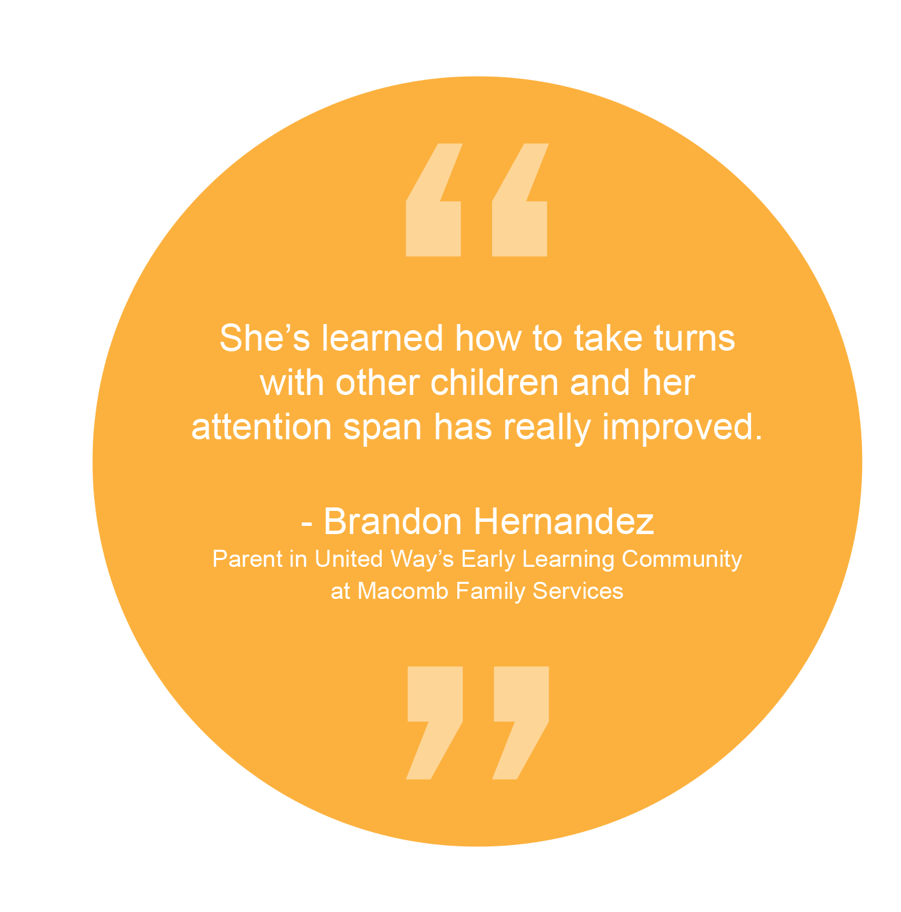 She’s learned how to take turns
with other children and her
attention span has really improved.
- Brandon Hernandez
Parent in United Way’s Early Learning Community
at Macomb Family Services